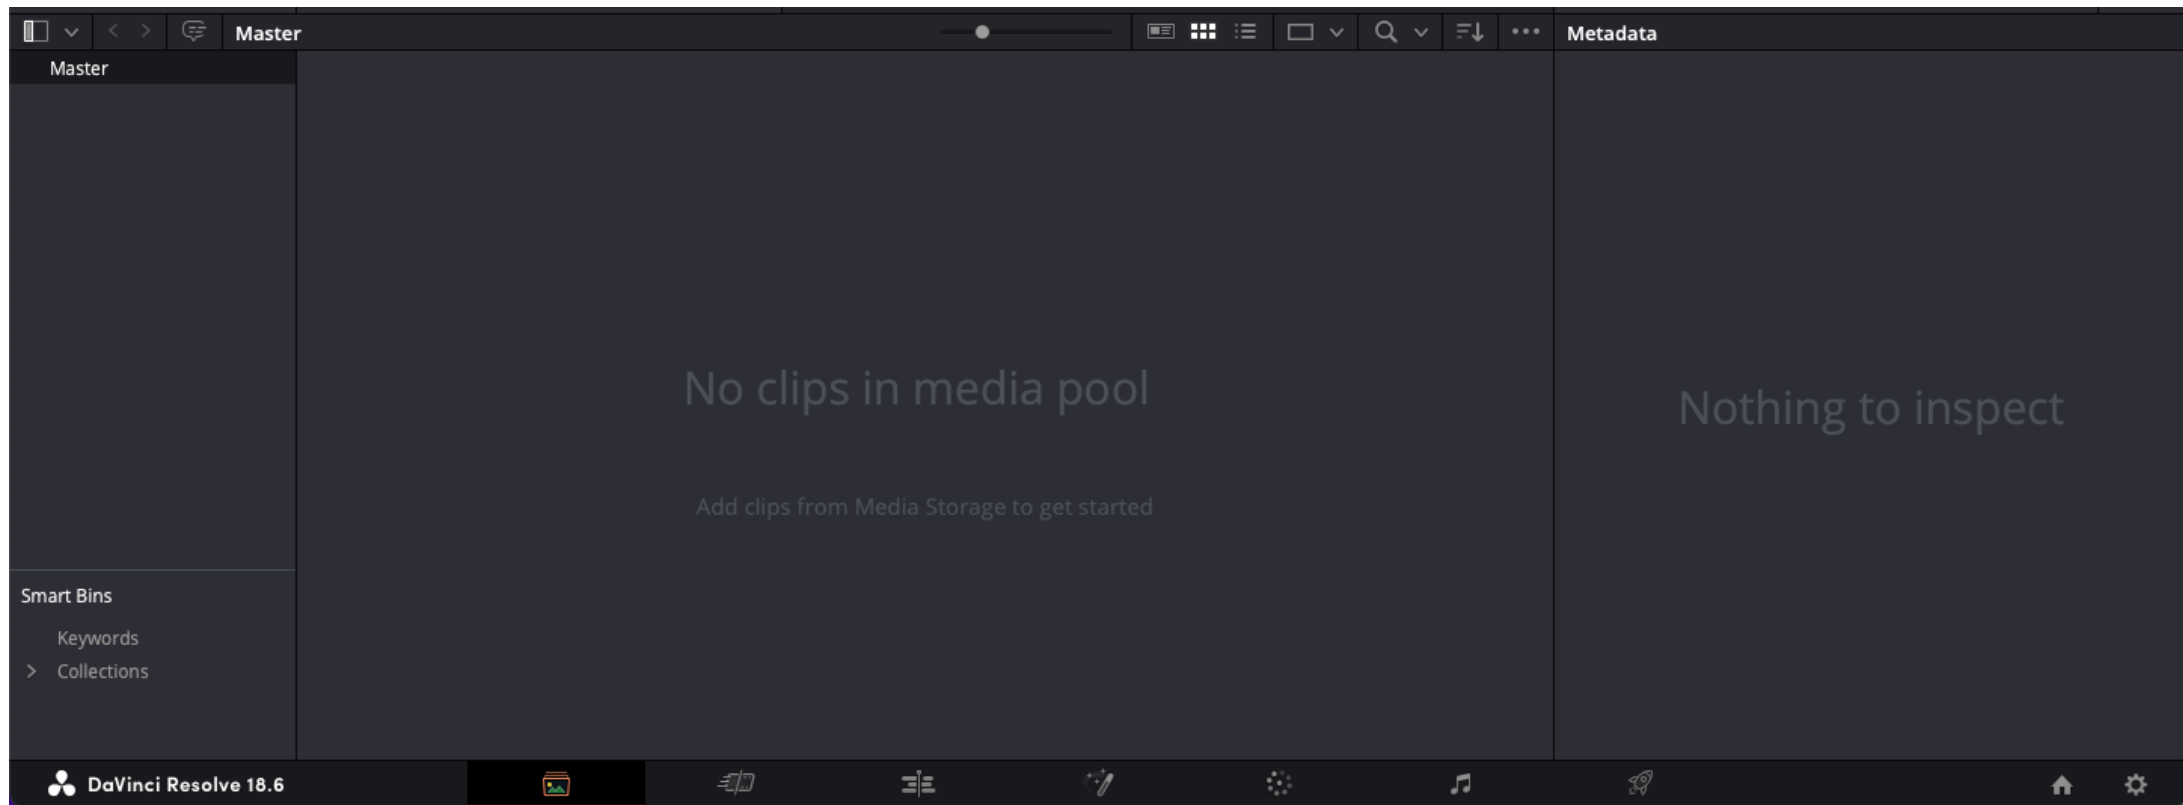 Master
Metadata
Master
No clips in media pool
Add clips from Media Storage to get started
Nothing to inspect
Smart Bins
Keywords
Collections
DaVinci Resolve 18.6